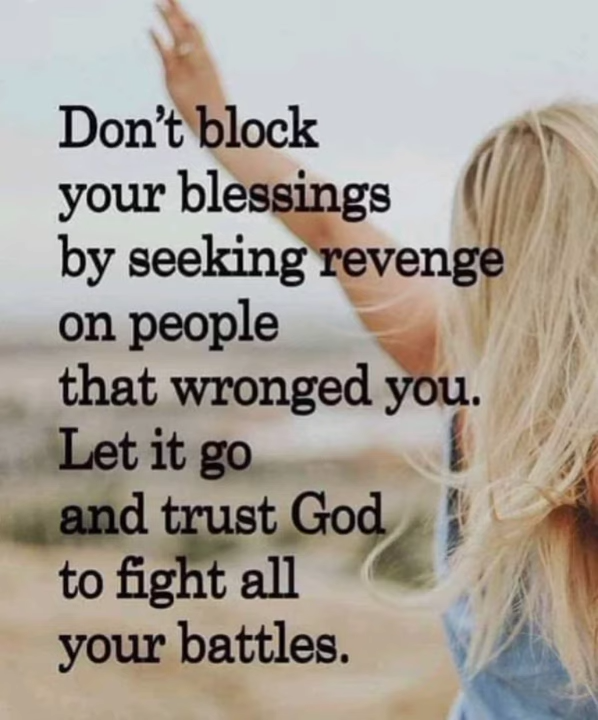 Don't block
your blessings
by seeking revenge
on people
that wronged you.
Let it go
and trust God
to fight all
your battles.